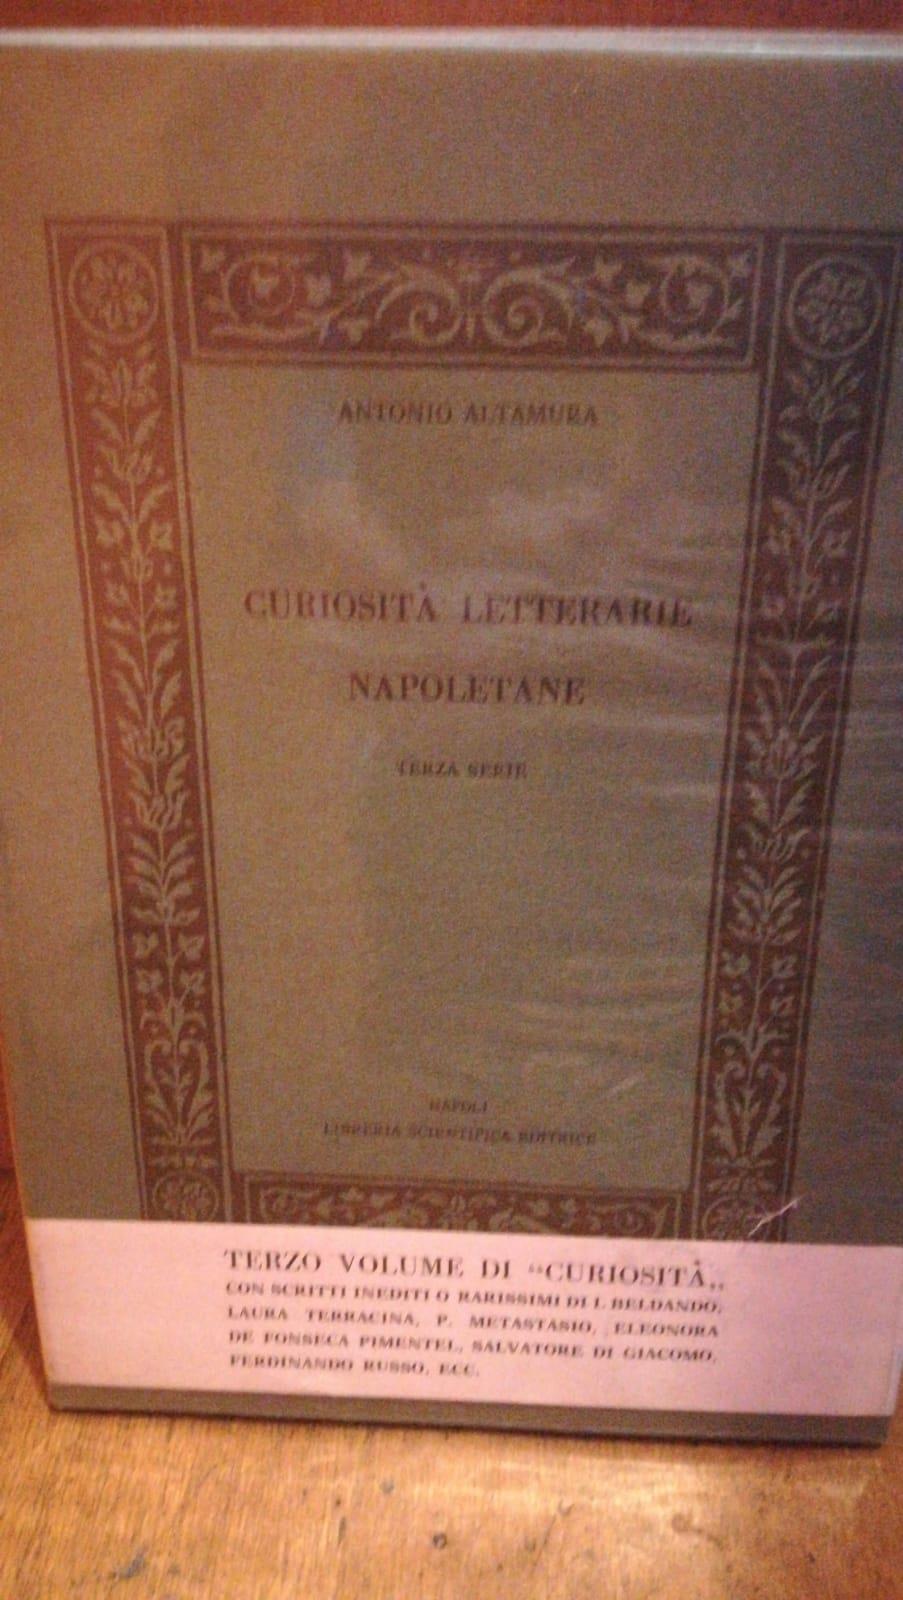 ANTONIO ALTAMURA
CURIOSITÀ LETTERARIE
NAPOLETANE
TERZA SERIE
NAPOLI
LIBRERIA SCIENTIFICA EDITRICE
TERZO VOLUME DI “CURIOSITÀ„
CON SCRITTI INEDITI O RARISSIMI DI I. BELDANDO,
LAURA TERRACINA, P. METASTASIO, ELEONORA
DE FONSECA PIMENTEL, SALVATORE DI GIACOMO,
FERDINANDO RUSSO, ECC.